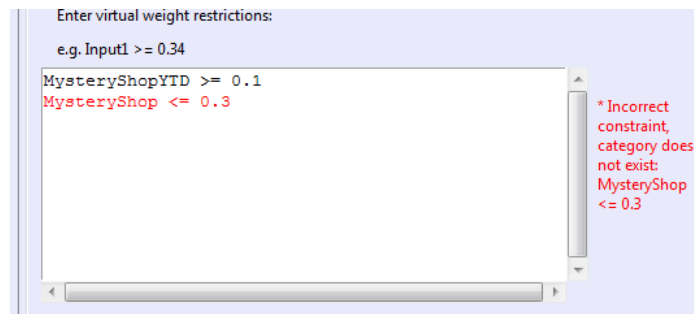 Enter virtual weight restrictions:
e.g. Input1 >= 0.34
MysteryShopYTD >= 0.1
MysteryShop <= 0.3
* Incorrect
constraint,
category does
not exist:
MysteryShop
<= 0.3